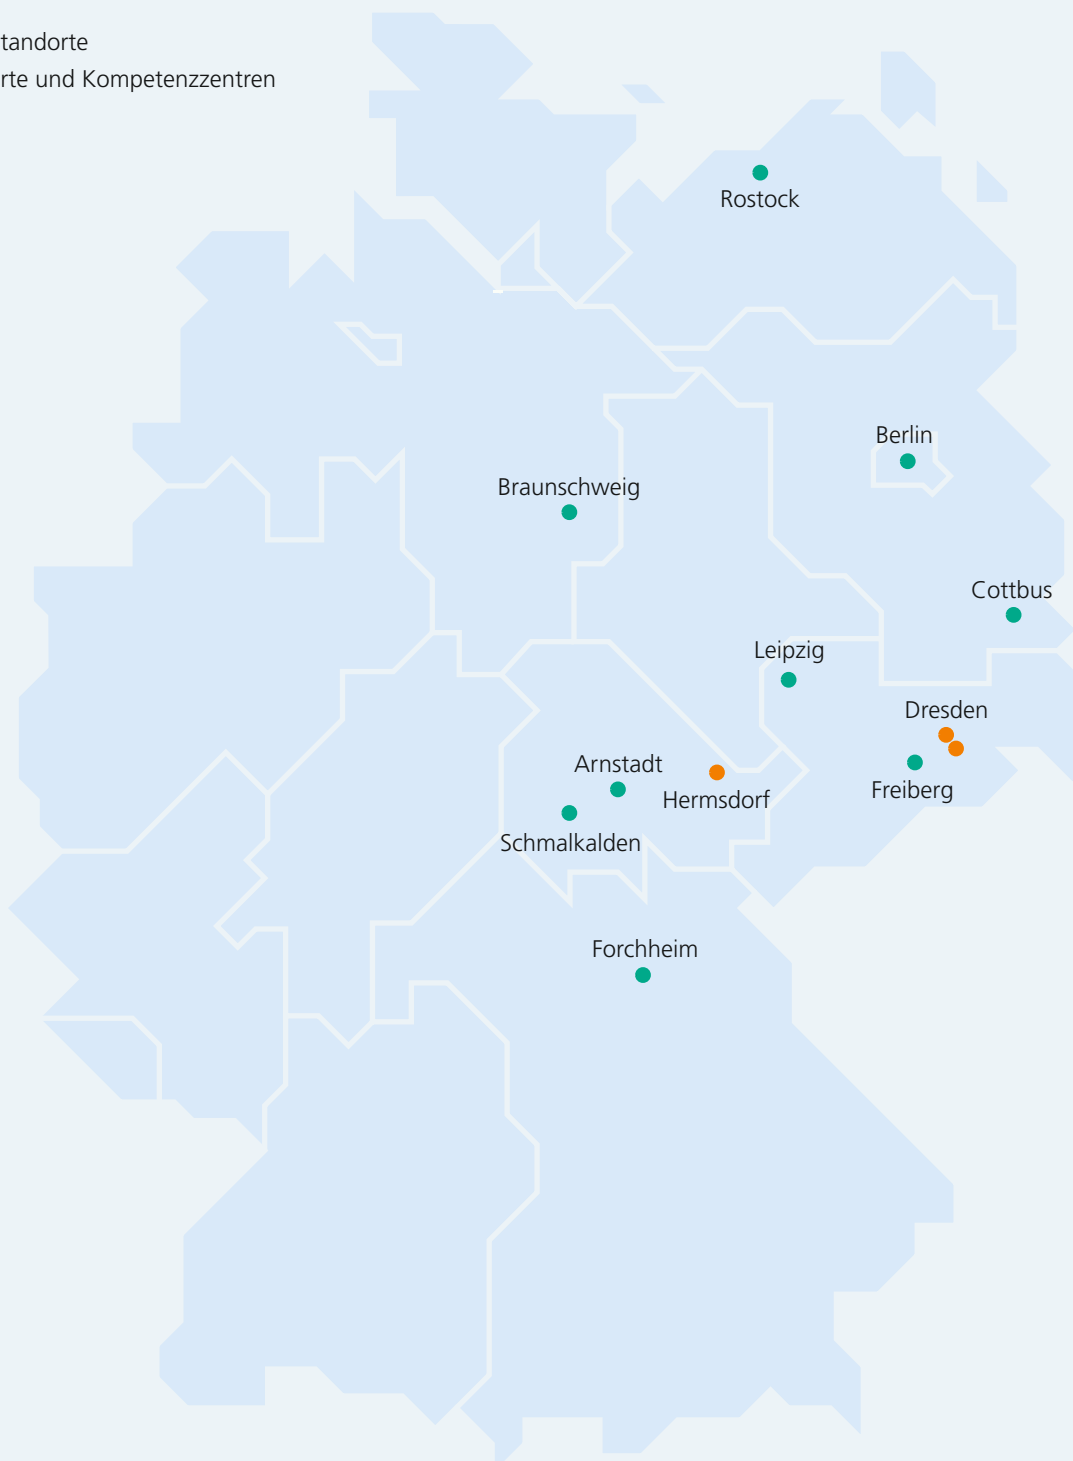 tandorte
rte und Kompetenzzentren
Rostock
Berlin
Braunschweig
Cottbus
Leipzig
Dresden
Arnstadt
Freiberg
Hermsdorf
Schmalkalden
Forchheim